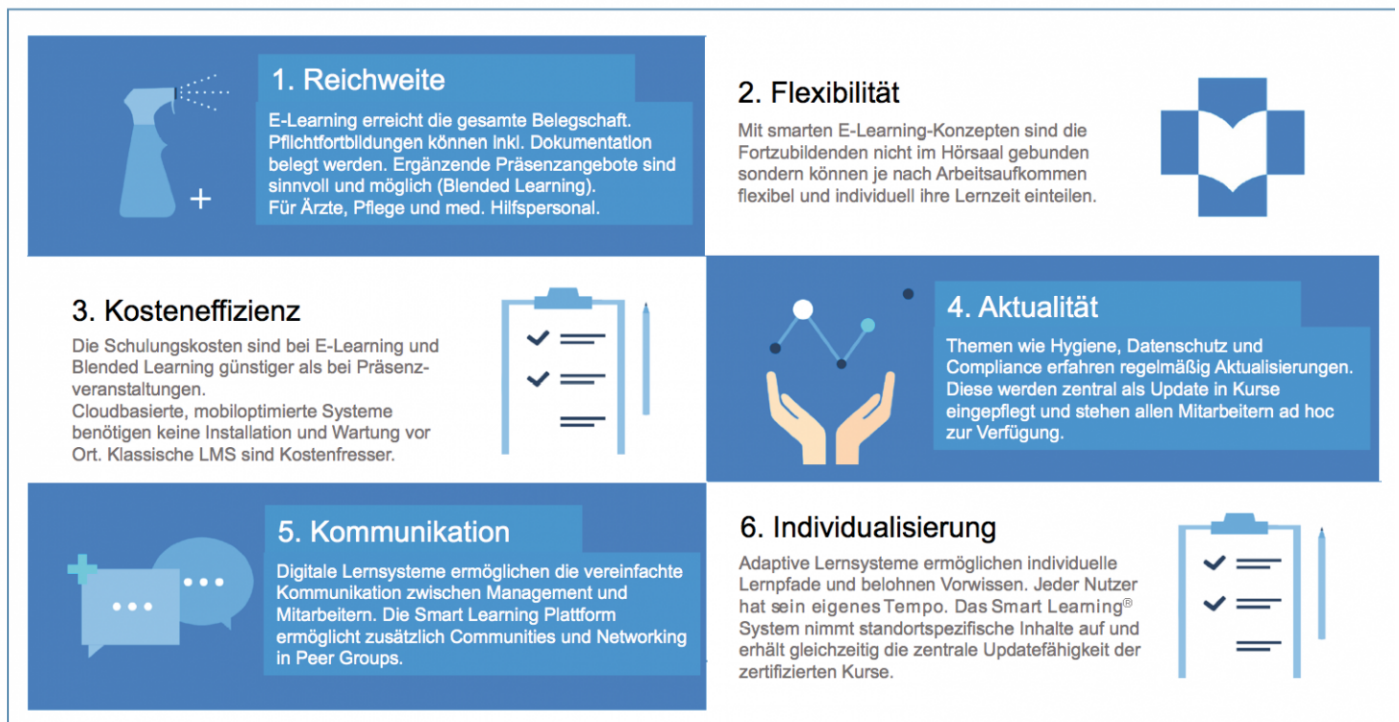 1. Reichweite
E-Learning erreicht die gesamte Belegschaft.
Pflichtfortbildungen können inkl. Dokumentation
belegt werden. Ergänzende Präsenzangebote sind
sinnvoll und möglich (Blended Learning).
Für Ärzte, Pflege und med. Hilfspersonal.
2. Flexibilität
Mit smarten E-Learning-Konzepten sind die
Fortzubildenden nicht im Hörsaal gebunden
sondern können je nach Arbeitsaufkommen
flexibel und individuell ihre Lernzeit einteilen.
3. Kosteneffizienz
Die Schulungskosten sind bei E-Learning und
Blended Learning günstiger als bei Präsenz-
veranstaltungen.
Cloudbasierte, mobiloptimierte Systeme
benötigen keine Installation und Wartung vor
Ort. Klassische LMS sind Kostenfresser.
4. Aktualität
Themen wie Hygiene, Datenschutz und
Compliance erfahren regelmäßig Aktualisierungen.
Diese werden zentral als Update in Kurse
eingepflegt und stehen allen Mitarbeitern ad hoc
zur Verfügung.
5. Kommunikation
Digitale Lernsysteme ermöglichen die vereinfachte
Kommunikation zwischen Management und
Mitarbeitern. Die Smart Learning Plattform
ermöglicht zusätzlich Communities und Networking
in Peer Groups.
6. Individualisierung
Adaptive Lernsysteme ermöglichen individuelle
Lernpfade und belohnen Vorwissen. Jeder Nutzer
hat sein eigenes Tempo. Das Smart Learning®
System nimmt standortspezifische Inhalte auf und
erhält gleichzeitig die zentrale Updatefähigkeit der
zertifizierten Kurse.